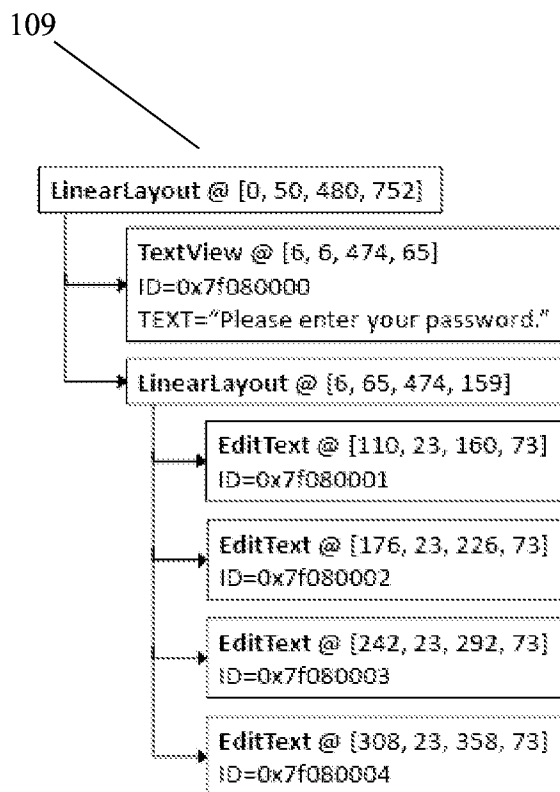 109
LinearLayout @ [0, 50, 480, 752]
TextView @ [6, 6, 474, 65]
ID=0x7f080000
TEXT="Please enter your password."
LinearLayout @ [6, 65, 474, 159]
EditText @ [110, 23, 160, 73]
ID=0x7f080001
EditText @ [176, 23, 226, 73]
ID=0x7f080002
EditText @ [242, 23, 292, 73]
ID=0x7f080003
EditText @ [308, 23, 358, 73]
ID=0x7f080004